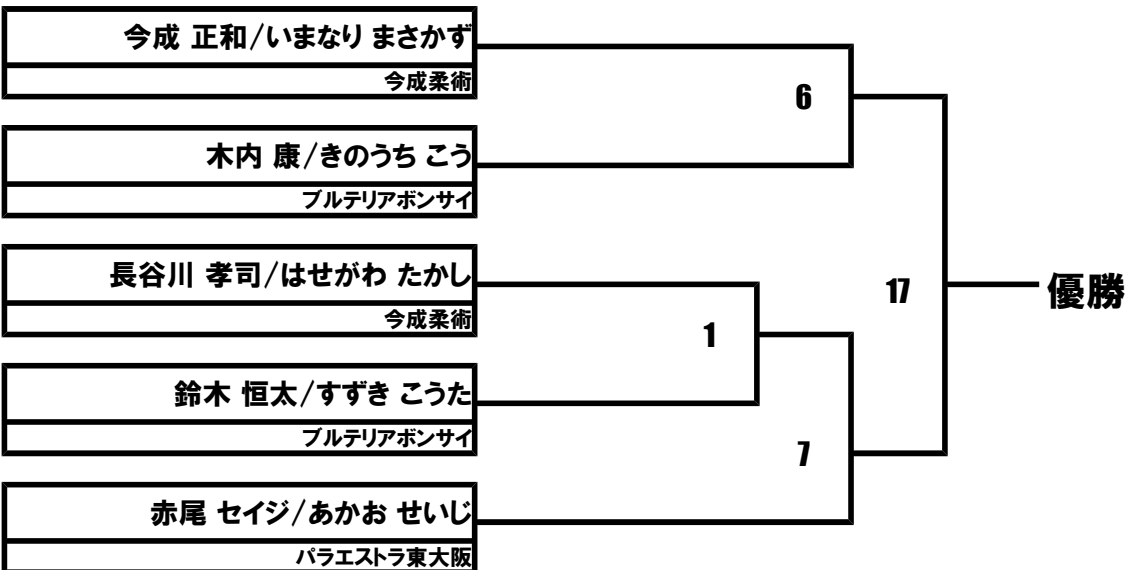 今成 正和/いまなり まさかず
今成柔術
6
木内 康/きのうち こう
ブルテリアボンサイ
長谷川 孝司/はせがわ たかし
今成柔術
17
優勝
1
鈴木 恒太/すずき こうた
ブルテリアボンサイ
7
赤尾 セイジ/あかお せいじ
パラエストラ東大阪